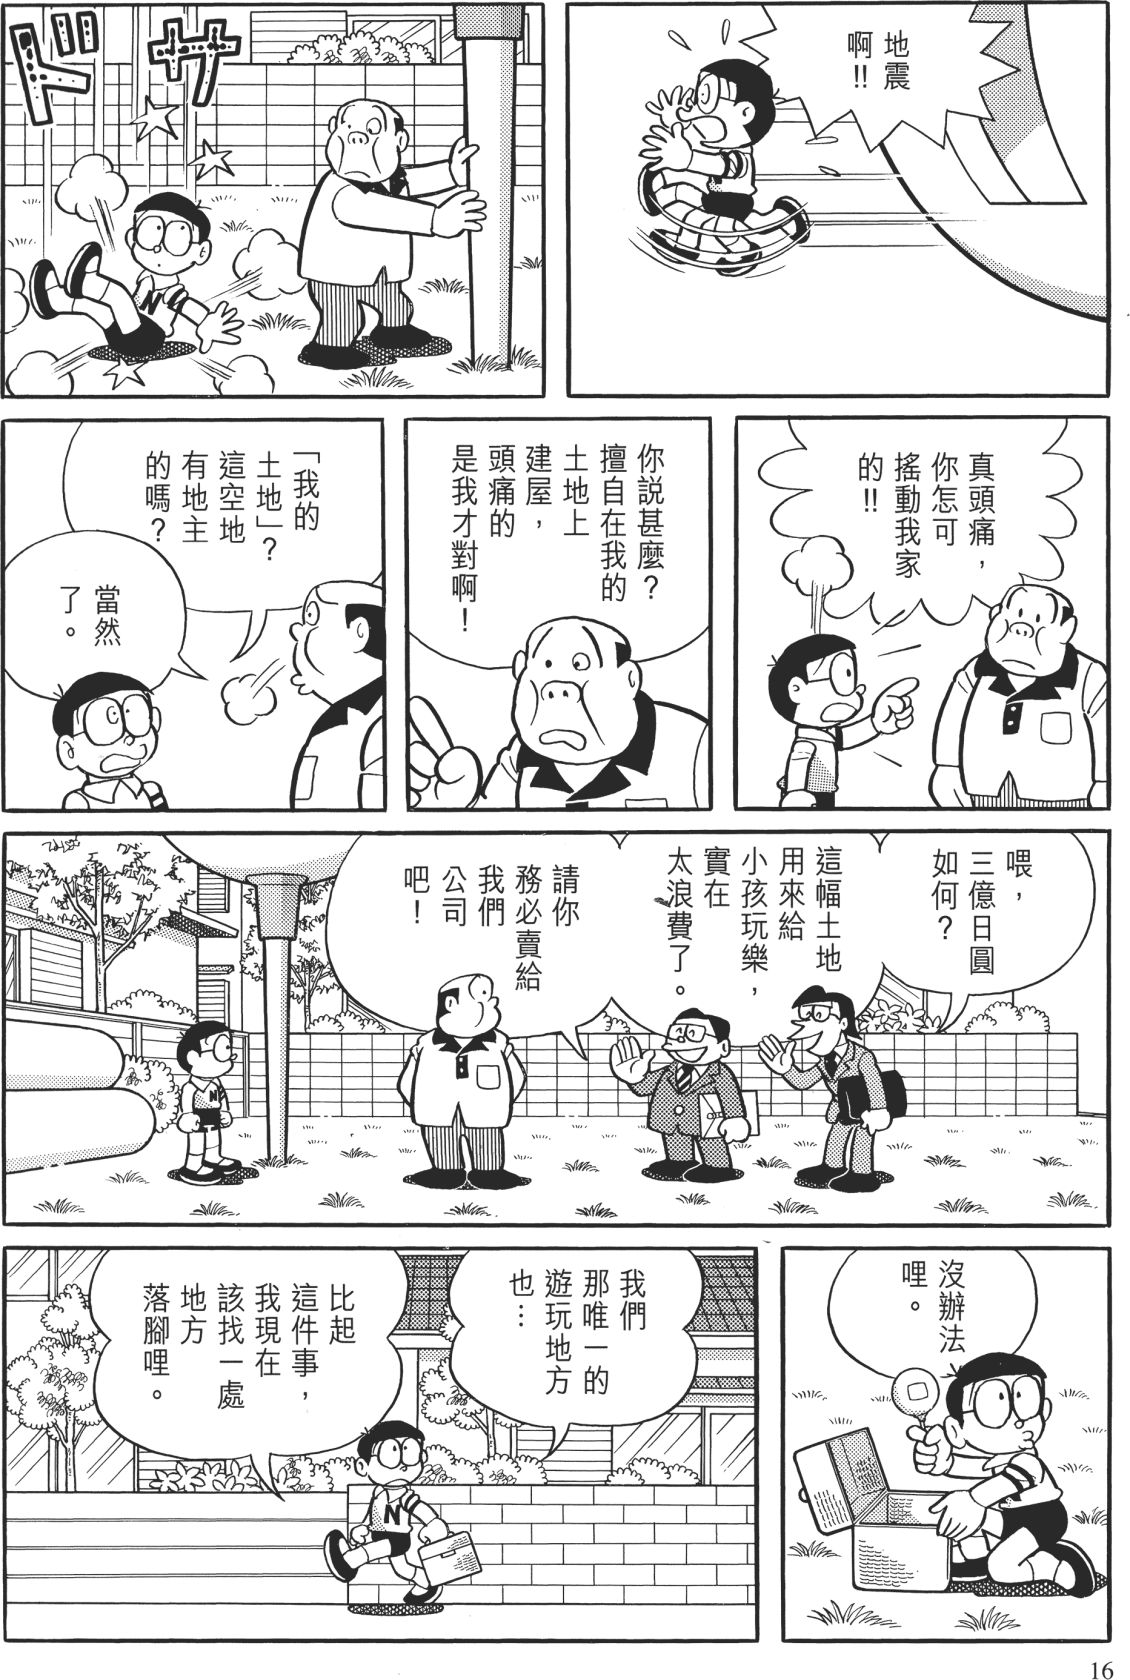 地震
啊!!
ドサ
真頭痛，
你怎可
搖動我家
的!!
你說甚麼？
擅自在我的
土地上
建屋，
頭痛的
是我才對啊！
「我的
土地」？
這空地
有地主
的嗎？
當然
了。
喂，
三億日圓
如何？
這幅土地
用來給
小孩玩樂，
實在
太浪費了。
請你
務必賣給
我們
公司
吧！
沒辦法
哩。
我們
那唯一的
遊玩地方
也…
比起
這件事，
我現在
該找一處
地方
落腳哩。
N
N
N
16